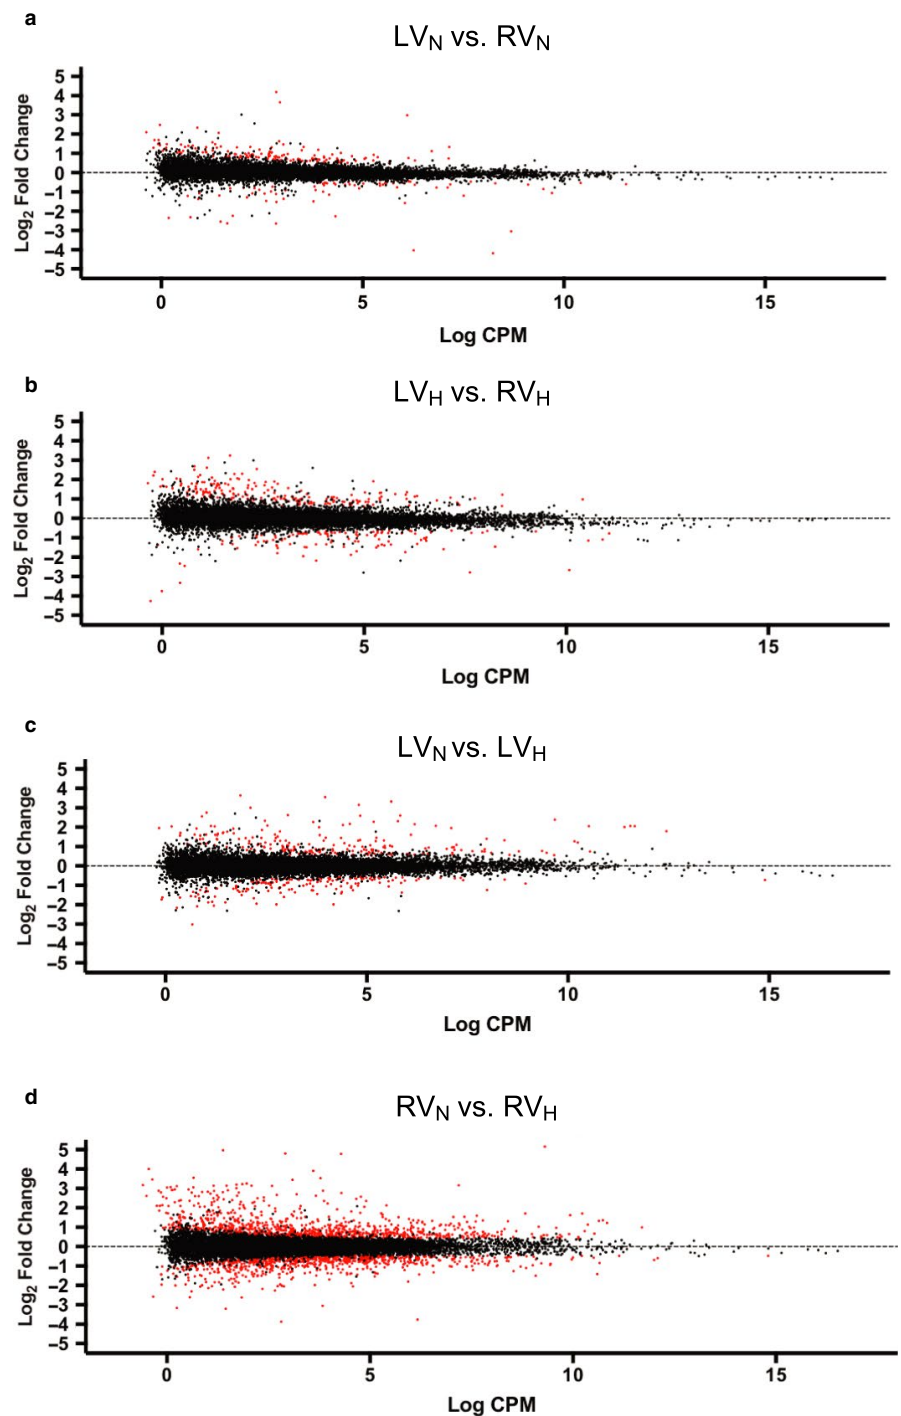 a
LVN vs. RVN
5
4
3
2
1
0
–1
–2
–3
–4
–5
Log2 Fold Change
0 5 10 15
Log CPM
b
LVH vs. RVH
5
4
3
2
1
0
–1
–2
–3
–4
–5
Log2 Fold Change
0 5 10 15
Log CPM
c
LVN vs. LVH
5
4
3
2
1
0
–1
–2
–3
–4
–5
Log2 Fold Change
0 5 10 15
Log CPM
d
RVN vs. RVH
5
4
3
2
1
0
–1
–2
–3
–4
–5
Log2 Fold Change
0 5 10 15
Log CPM